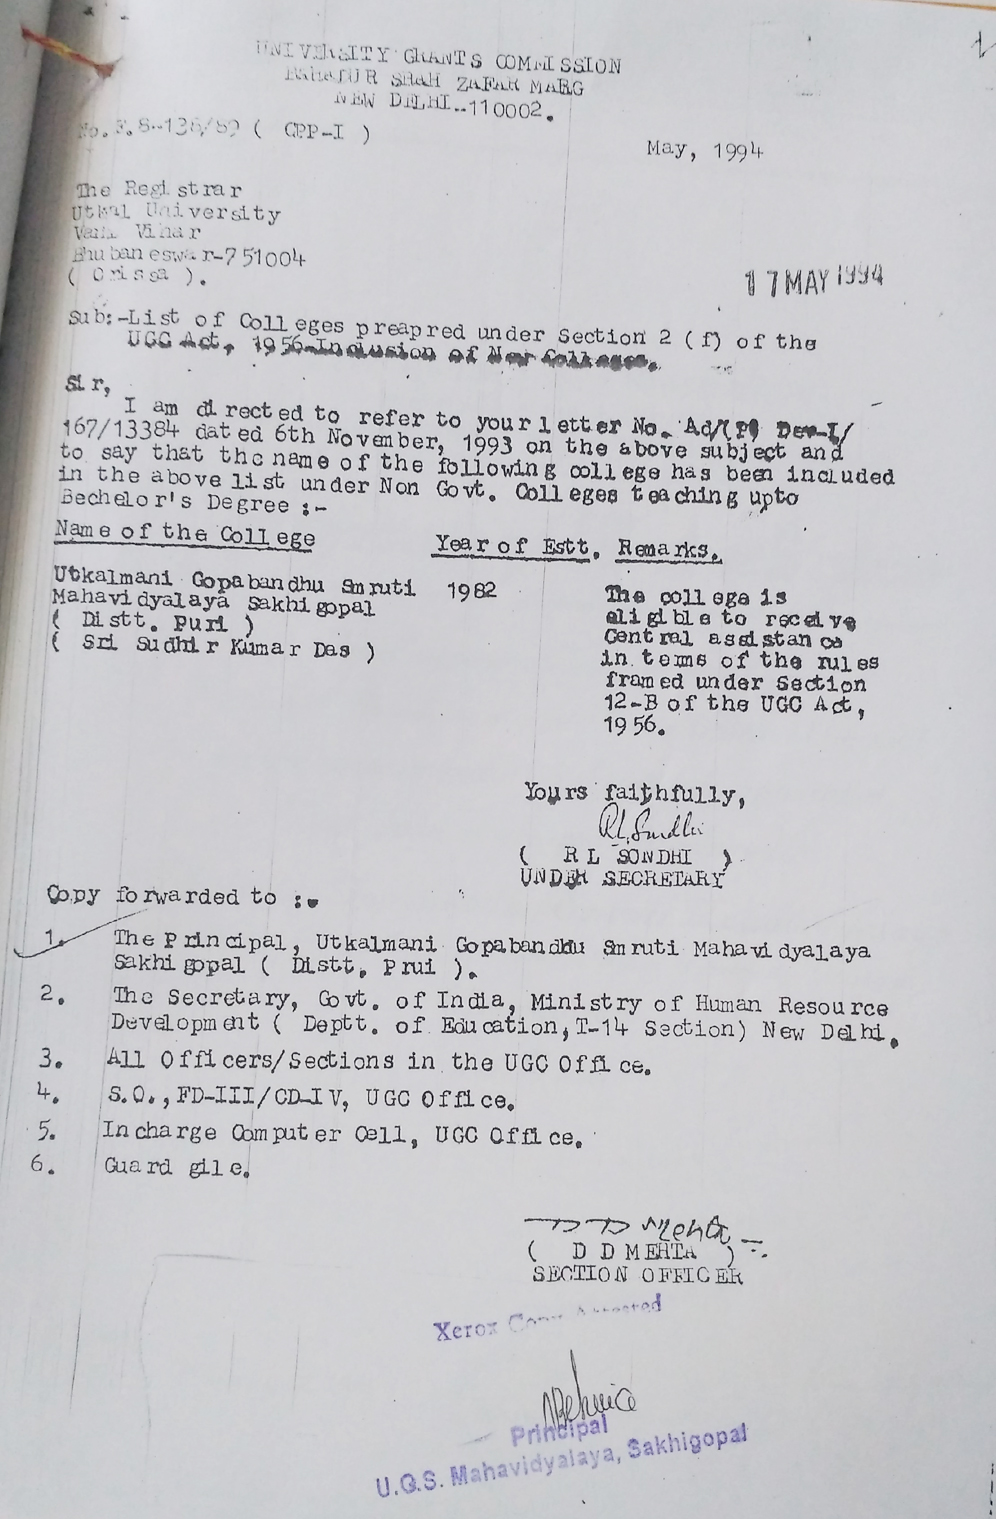 UNIVERSITY GRANTS COMMISSION
BAHADUR SHAH ZAFAR MARG
NEW DELHI--110002.
No.F.8-138/89 ( CPP-I )
May, 1994
The Registrar
Utkal University
Vani Vihar
Bhubaneswar-751004
( Orissa ).
17 MAY 1994
Sub:-List of Colleges preapred under Section 2 (f) of the
UGC Act, 1956-Inclusion of New Colleges.
Sir,
I am directed to refer to your letter No. Ad/(P) Dev-I/
167/13384 dated 6th November, 1993 on the above subject and
to say that the name of the following college has been included
in the above list under Non Govt. Colleges teaching upto
Bechelor's Degree :-
Name of the College Year of Estt. Remarks.
Utkalmani Gopabandhu Smruti 1982 The college is
Mahavidyalaya Sakhigopal eligible to receive
( Distt. Puri ) Central assistance
( Sri Sudhir Kumar Das ) in tems of the rules
framed under Section
12-B of the UGC Act,
1956.
Yours faithfully,
( R L SONDHI )
UNDER SECRETARY
Copy forwarded to :-
1. The Principal, Utkalmani Gopabandhu Smruti Mahavidyalaya
Sakhigopal ( Distt. Prui ).
2. The Secretary, Govt. of India, Ministry of Human Resource
Development ( Deptt. of Education, T-14 Section) New Delhi.
3. All Officers/Sections in the UGC Office.
4. S.O., FD-III/CD-IV, UGC Office.
5. Incharge Computer Cell, UGC Office.
6. Guard gile.
D D Mehta
( D D MEHTA )
SECTION OFFICER
Xerox Copy Attested
Principal
U.G.S. Mahavidyalaya, Sakhigopal